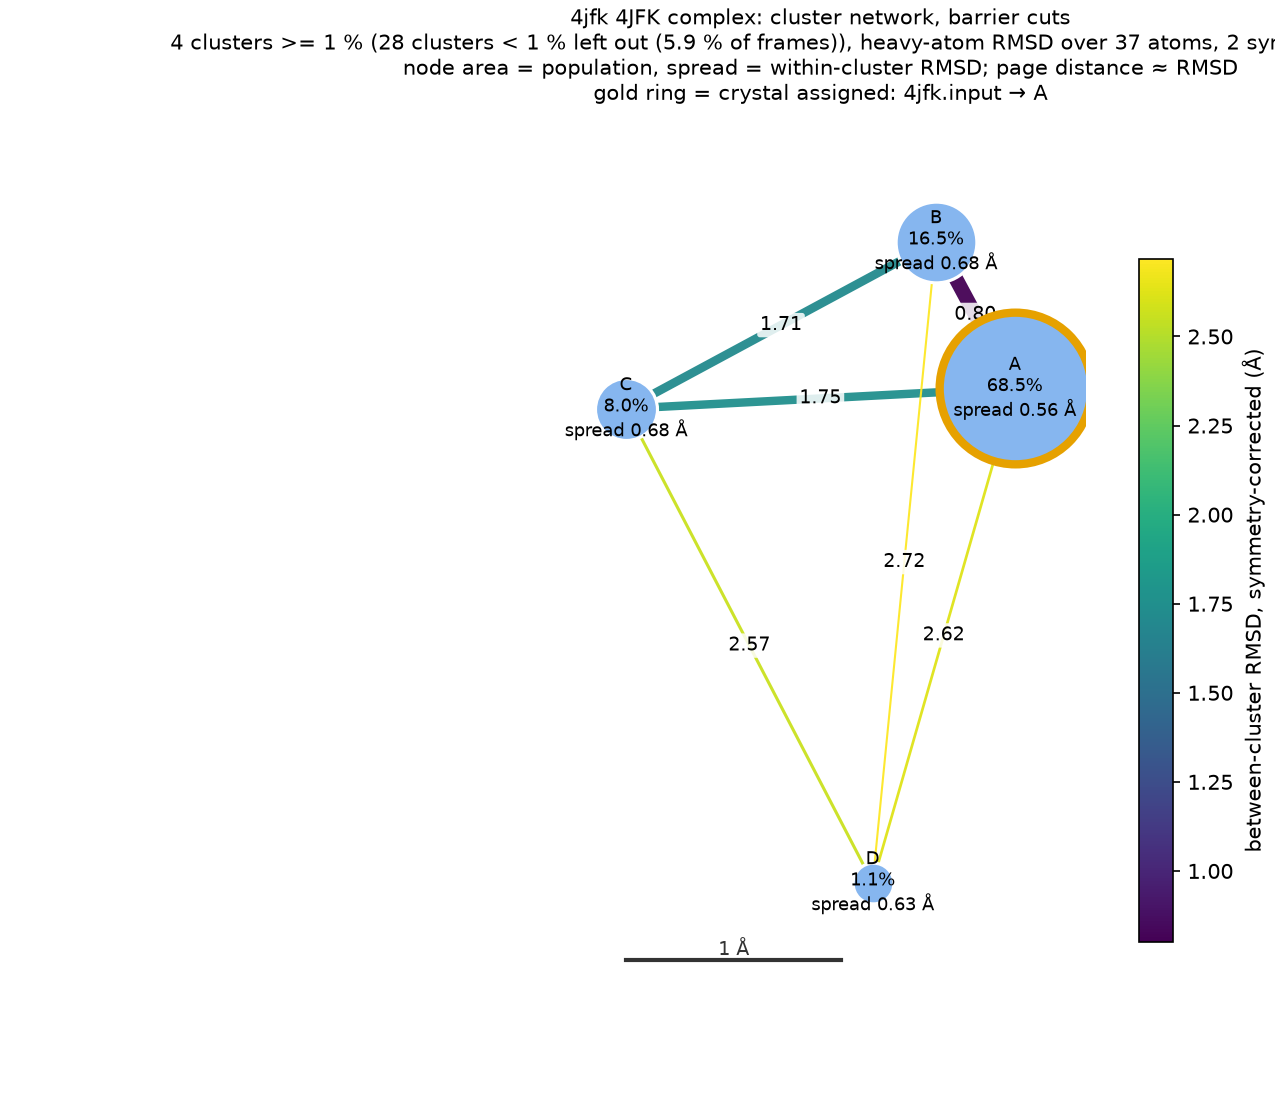 4jfk 4JFK complex: cluster network, barrier cuts
4 clusters >= 1 % (28 clusters < 1 % left out (5.9 % of frames)), heavy-atom RMSD over 37 atoms, 2
node area = population, spread = within-cluster RMSD; page distance ≈ RMSD
gold ring = crystal assigned: 4jfk.input → A
B
16.5%
spread 0.68 Å
0.80
1.71
A
68.5%
spread 0.56 Å
C
8.0%
spread 0.68 Å
1.75
2.72
2.62
2.57
D
1.1%
spread 0.63 Å
1 Å
2.50
2.25
2.00
1.75
1.50
1.25
1.00
between-cluster RMSD, symmetry-corrected (Å)